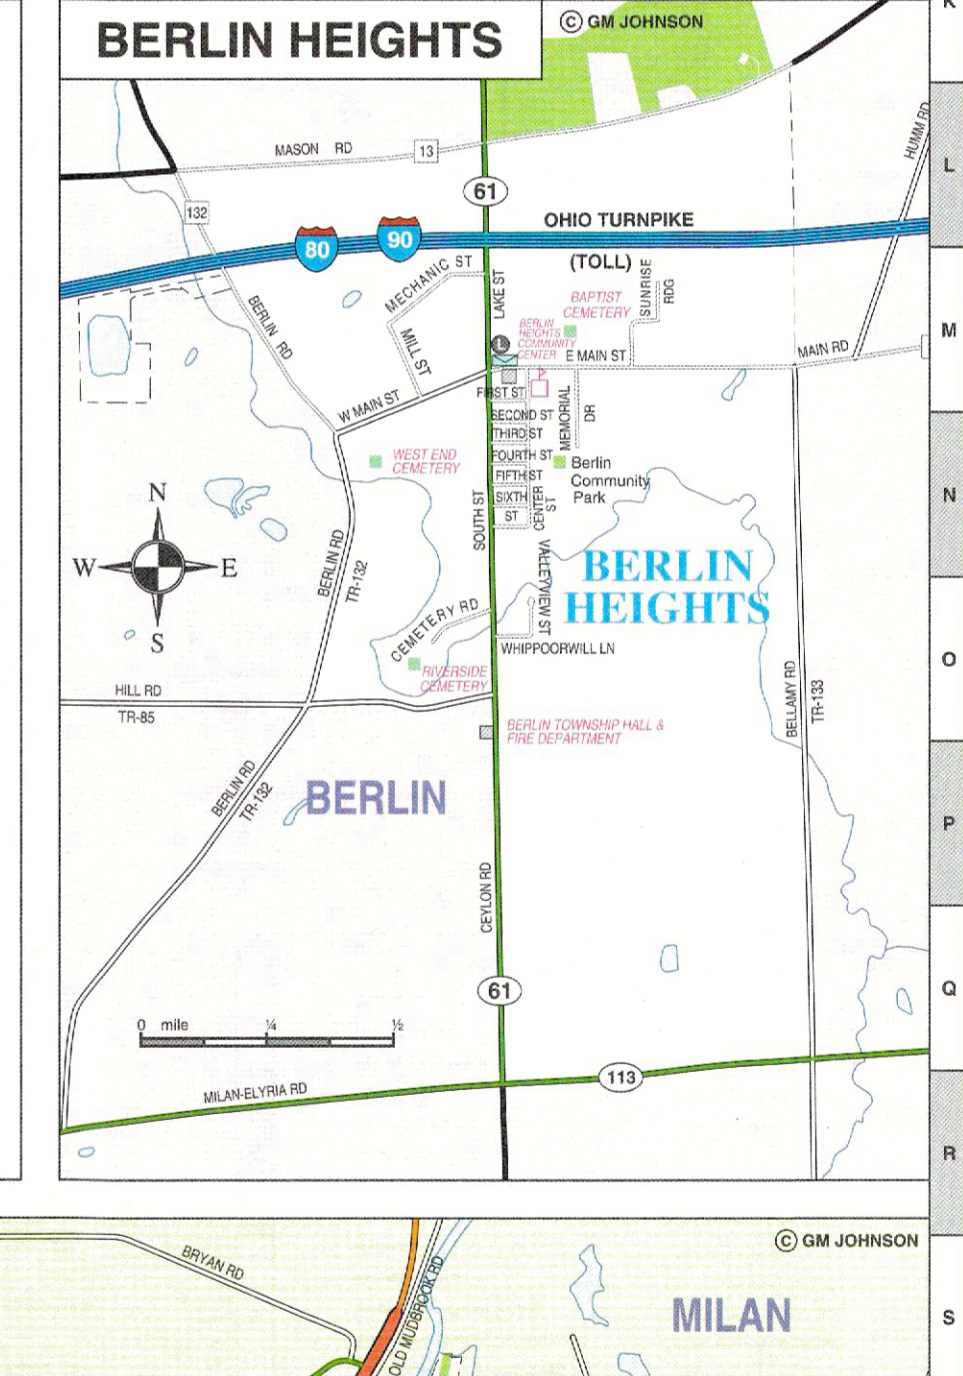 BERLIN HEIGHTS
© GM JOHNSON
K
MASON RD
13
HUMM RD
L
61
132
OHIO TURNPIKE
80
90
(TOLL)
MECHANIC ST
LAKE ST
SUNRISE
RDG
BAPTIST
CEMETERY
BERLIN RD
MILL ST
L
BERLIN
HEIGHTS
COMMUNITY
CENTER
E MAIN ST
MAIN RD
M
W MAIN ST
FIRST ST
SECOND ST
THIRD ST
FOURTH ST
FIFTH ST
SIXTH
ST
MEMORIAL
DR
WEST END
CEMETERY
Berlin
Community
Park
N
N
W
E
S
SOUTH ST
CENTER
ST
BERLIN RD
TR-132
VALLEYVIEW ST
BERLIN
HEIGHTS
CEMETERY RD
WHIPPOORWILL LN
O
RIVERSIDE
CEMETERY
HILL RD
TR-85
BELLAMY RD
TR-133
BERLIN TOWNSHIP HALL &
FIRE DEPARTMENT
BERLIN RD
TR-132
BERLIN
P
CEYLON RD
61
Q
0 mile ¼ ½
113
MILAN-ELYRIA RD
R
© GM JOHNSON
BRYAN RD
OLD MUDBROOK RD
MILAN
S